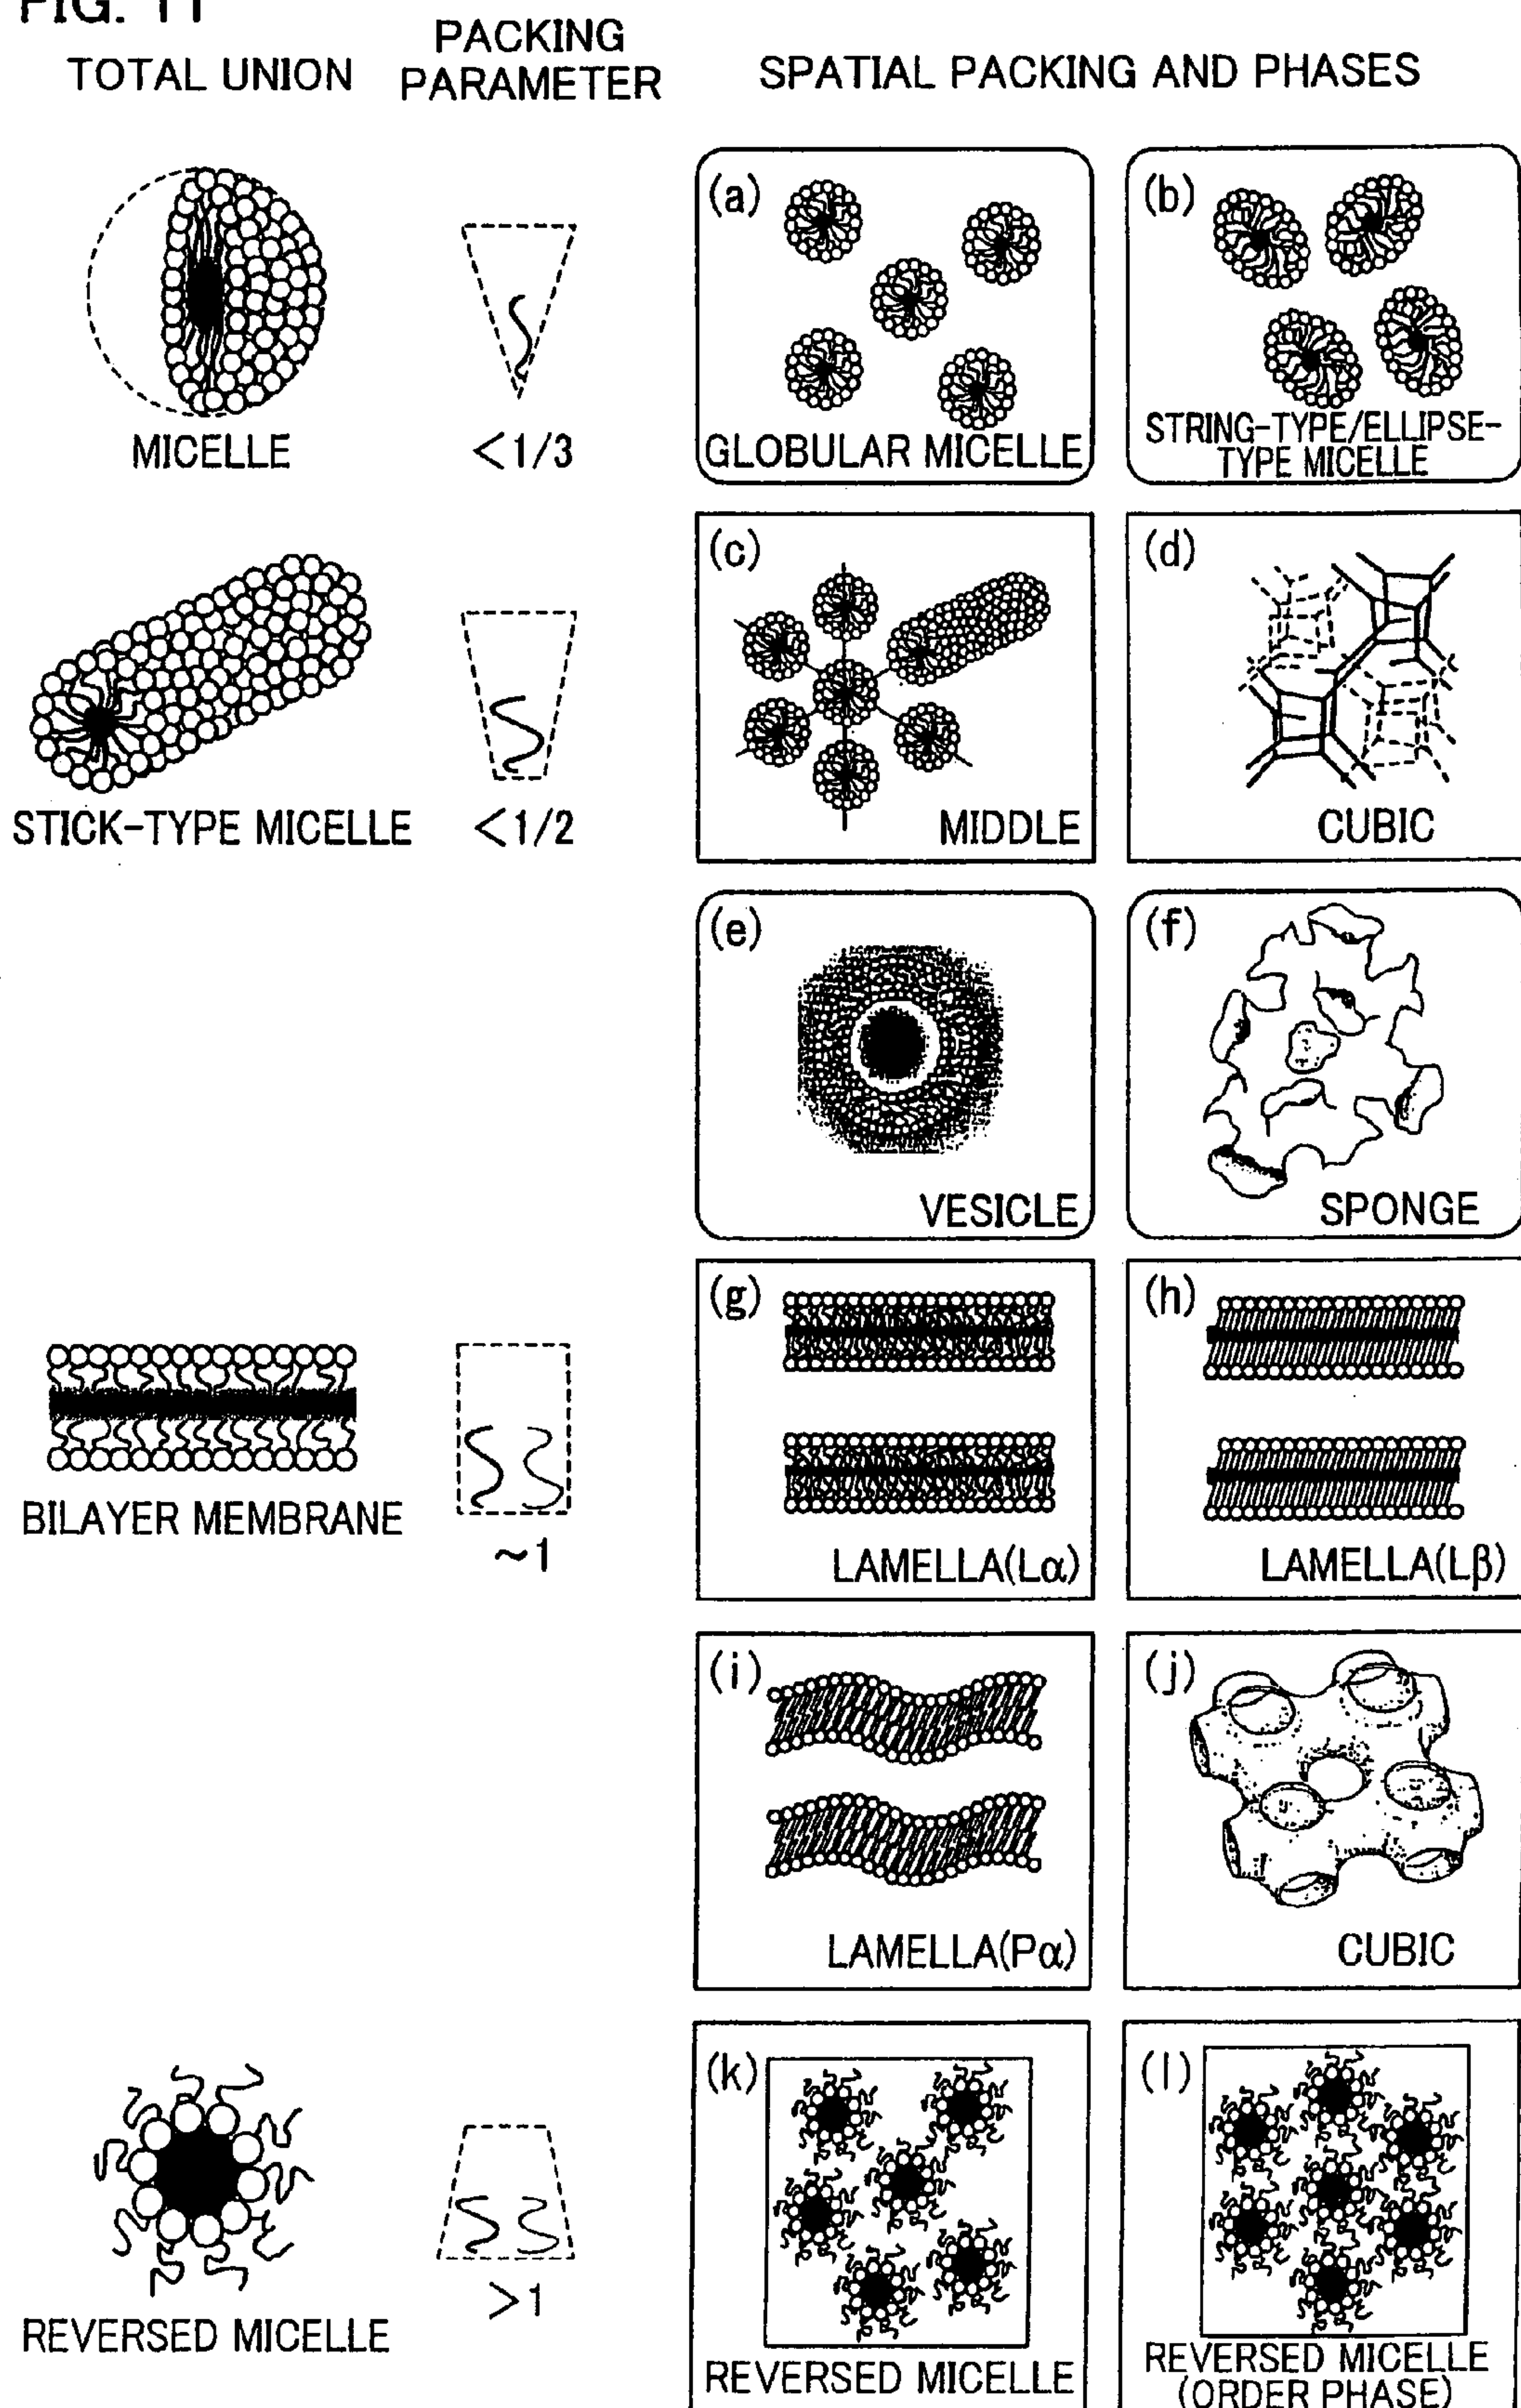 FIG. 11
TOTAL UNION
PACKING
PARAMETER
SPATIAL PACKING AND PHASES
MICELLE
<1/3
(a)
GLOBULAR MICELLE
(b)
STRING-TYPE/ELLIPSE-
TYPE MICELLE
STICK-TYPE MICELLE
<1/2
(c)
MIDDLE
(d)
CUBIC
(e)
VESICLE
(f)
SPONGE
BILAYER MEMBRANE
~1
(g)
LAMELLA(Lα)
(h)
LAMELLA(Lβ)
(i)
LAMELLA(Pα)
(j)
CUBIC
REVERSED MICELLE
>1
(k)
REVERSED MICELLE
(l)
REVERSED MICELLE
(ORDER PHASE)